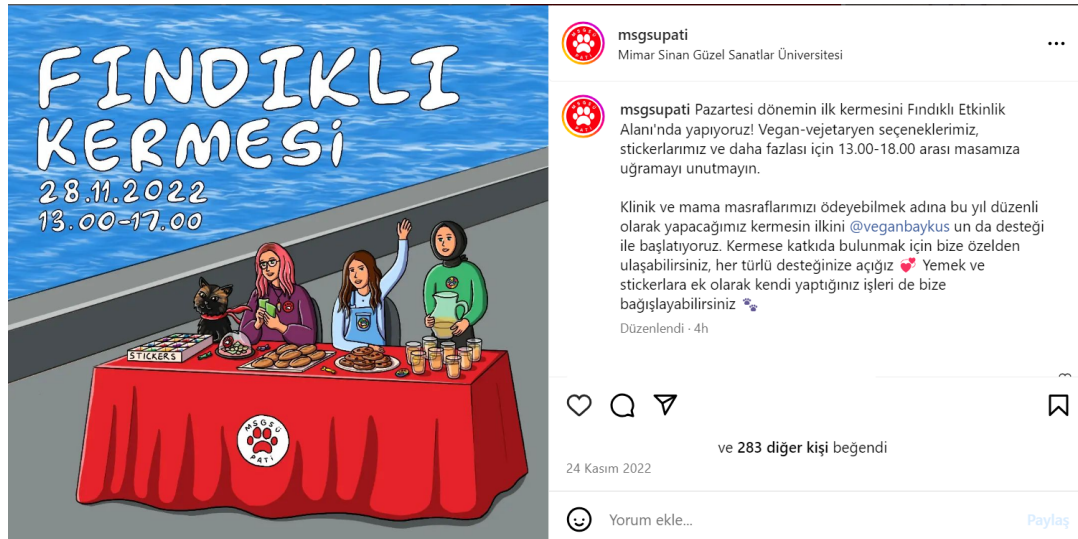 FINDIKLI
KERMESİ
28.11.2022
13.00-17.00
STICKERS
MSGSÜ
PATİ
msgsupati
Mimar Sinan Güzel Sanatlar Üniversitesi
msgsupati Pazartesi dönemin ilk kermesini Fındıklı Etkinlik
Alanı'nda yapıyoruz! Vegan-vejetaryen seçeneklerimiz,
stickerlarımız ve daha fazlası için 13.00-18.00 arası masamıza
uğramayı unutmayın.
Klinik ve mama masraflarımızı ödeyebilmek adına bu yıl düzenli
olarak yapacağımız kermesin ilkini @veganbaykus un da desteği
ile başlatıyoruz. Kermese katkıda bulunmak için bize özelden
ulaşabilirsiniz, her türlü desteğinize açığız 💞 Yemek ve
stickerlara ek olarak kendi yaptığınız işleri de bize
bağışlayabilirsiniz 🐾
Düzenlendi · 4h
ve 283 diğer kişi beğendi
24 Kasım 2022
Yorum ekle...
Paylaş